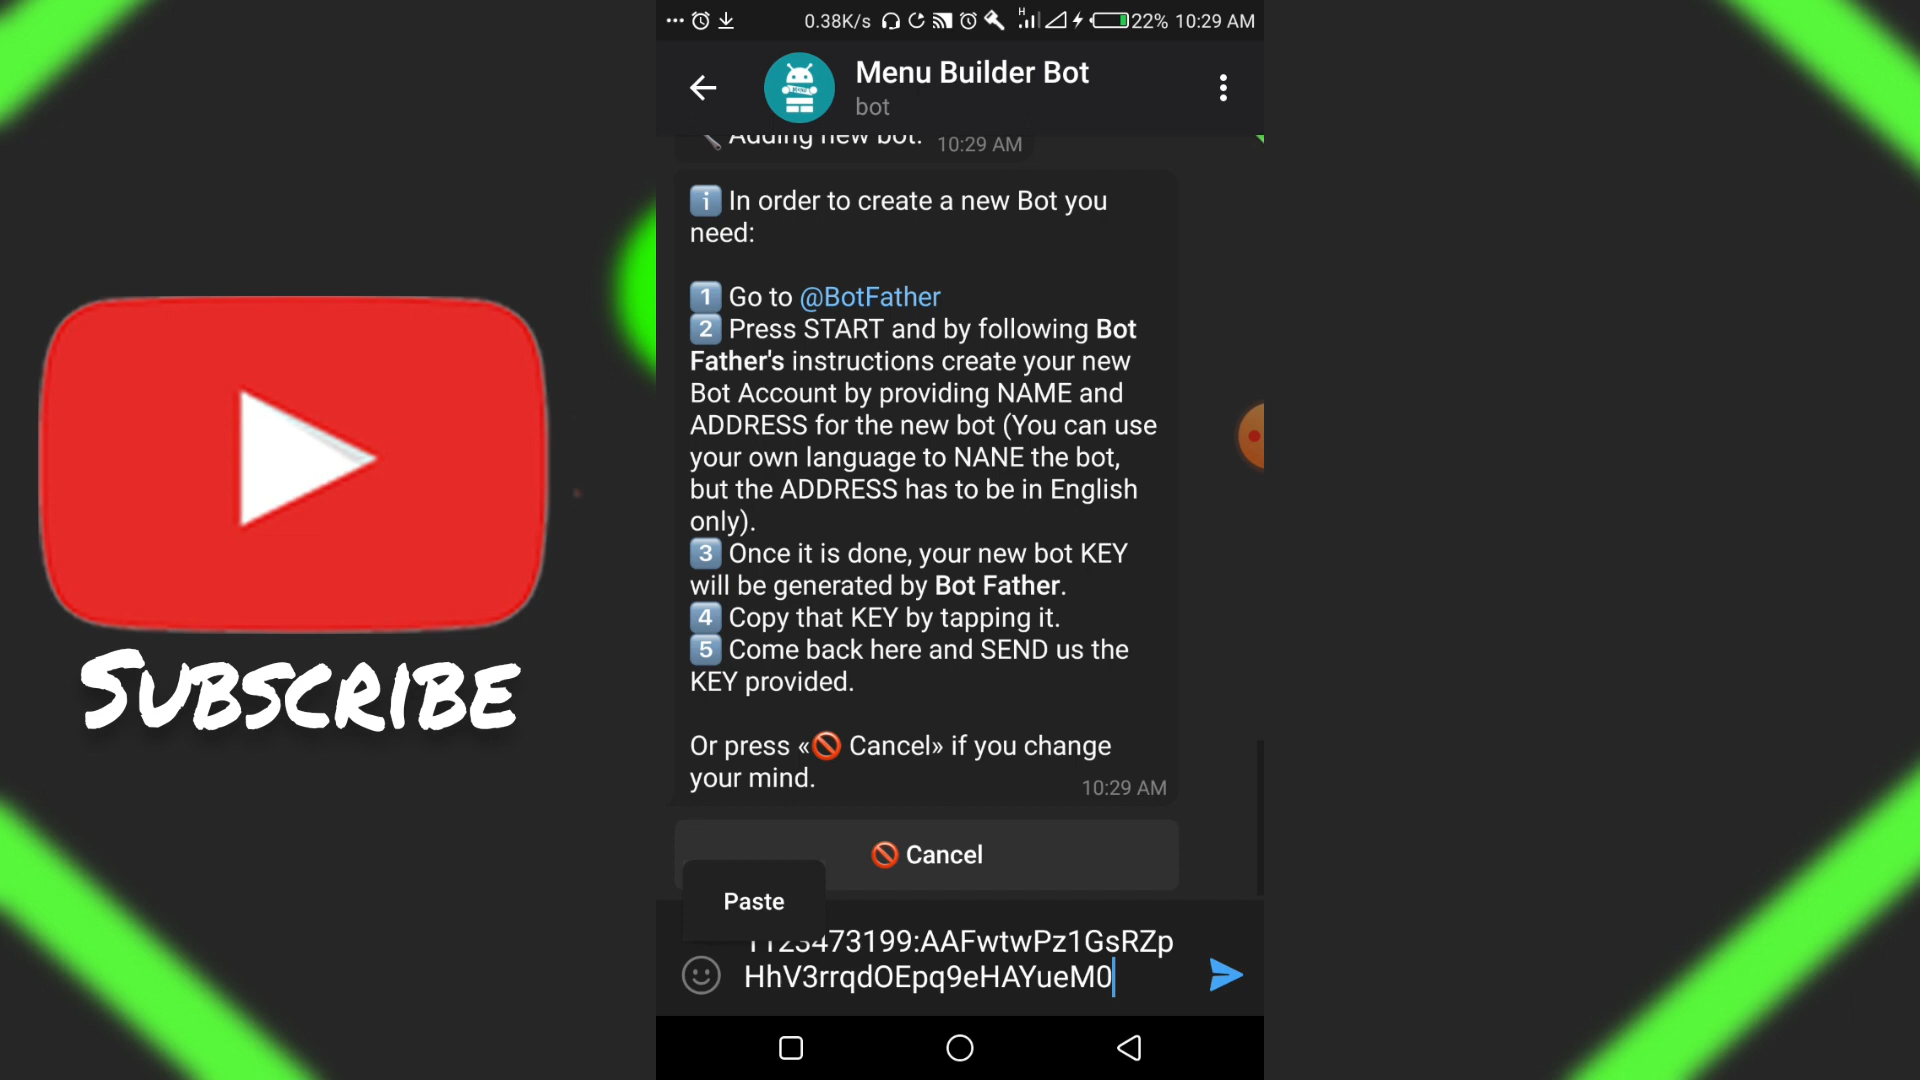 0.38K/s H 22% 10:29 AM
Menu Builder Bot
bot
Adding new bot. 10:29 AM
In order to create a new Bot you
need:
1 Go to @BotFather
2 Press START and by following Bot
Father's instructions create your new
Bot Account by providing NAME and
ADDRESS for the new bot (You can use
your own language to NANE the bot,
but the ADDRESS has to be in English
only).
3 Once it is done, your new bot KEY
will be generated by Bot Father.
4 Copy that KEY by tapping it.
5 Come back here and SEND us the
KEY provided.
Or press «🚫 Cancel» if you change
your mind.
10:29 AM
🚫 Cancel
Paste
1123473199:AAFwtwPz1GsRZp
HhV3rrqdOEpq9eHAYueM0
SUBSCRIBE